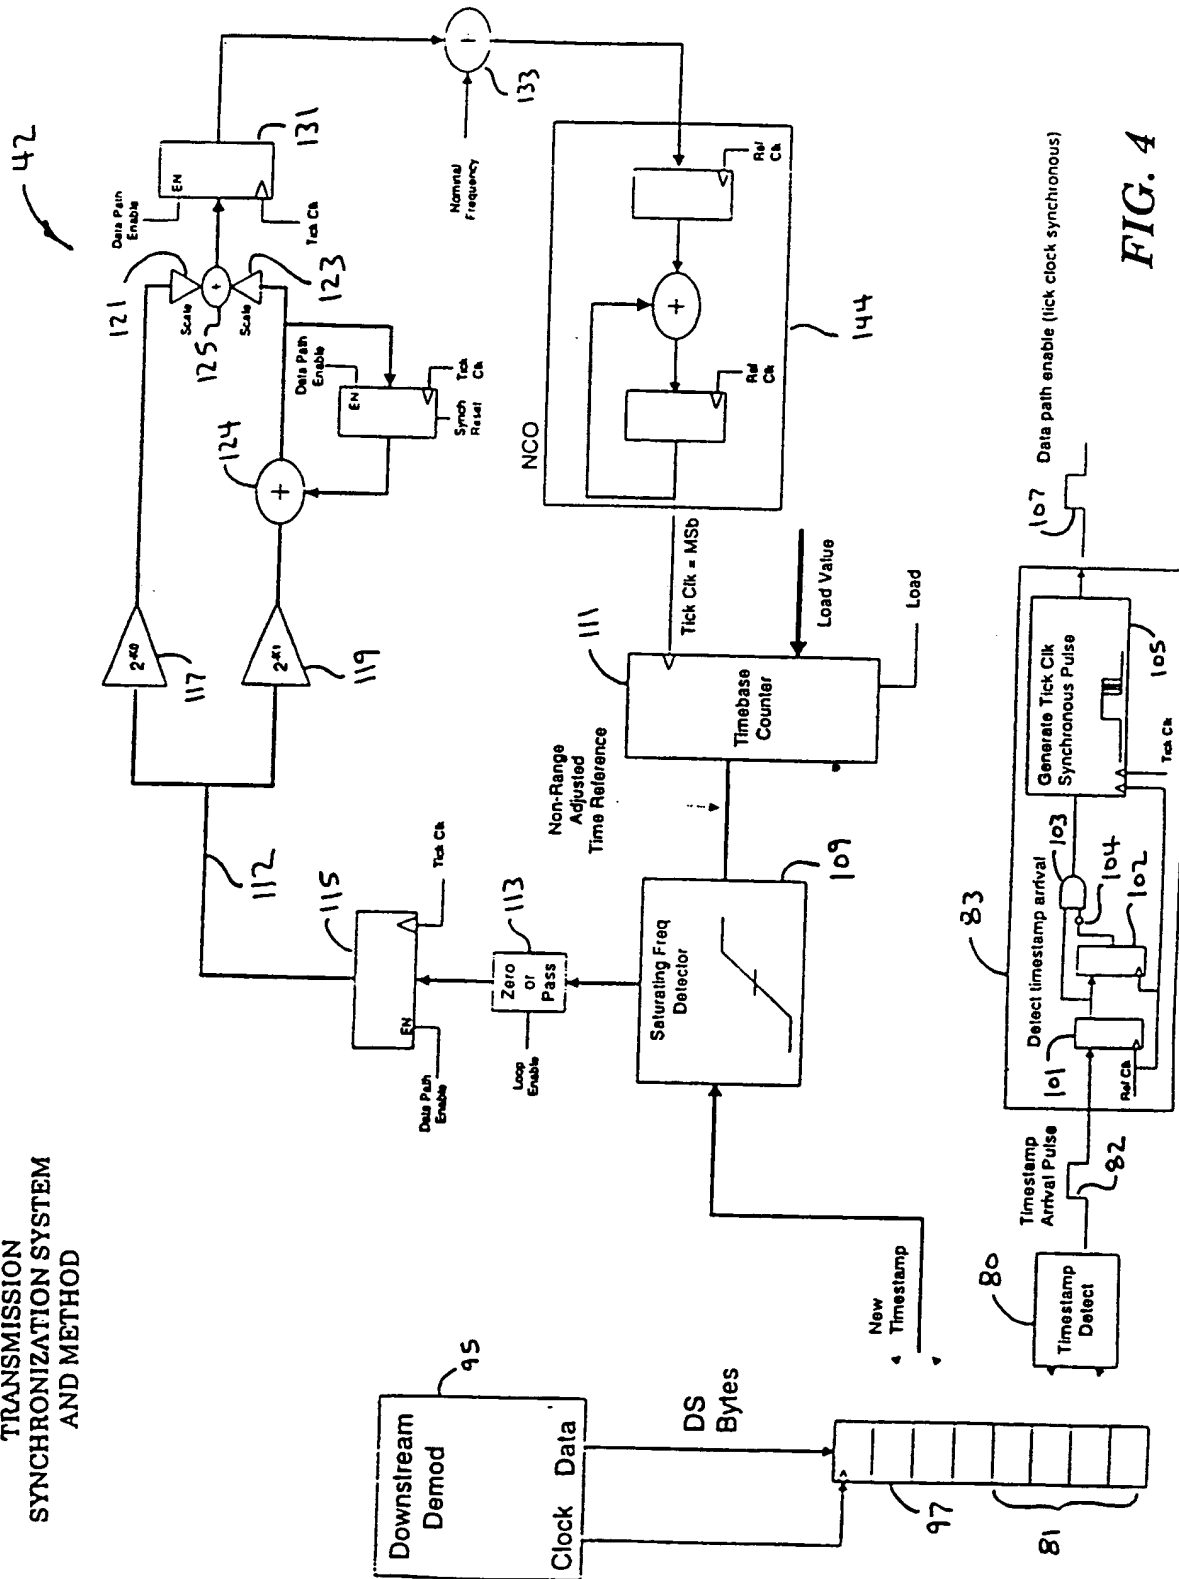 TRANSMISSION
SYNCHRONIZATION SYSTEM
AND METHOD
42
Data Path
Enable
EN
131
Tick Clk
121
Scale
125
+
Scale
123
Nominal
Frequency
−
133
Data Path
Enable
EN
Tick
Clk
Synch
Reset
124
+
2-K0
117
2-K1
119
112
115
EN
Tick Clk
Data Path
Enable
113
Zero
or
Pass
Loop
Enable
Saturating Freq
Detector
109
Non-Range
Adjusted
Time Reference
111
Timebase
Counter
Tick Clk = MSb
Load Value
Load
NCO
Ref
Clk
+
Ref
Clk
144
New
Timestamp
Downstream
Demod
95
Clock
Data
DS
Bytes
97
81
80
Timestamp
Detect
Timestamp
Arrival Pulse
82
83
Detect timestamp arrival
101
Ref Clk
102
104
103
Generate Tick Clk
Synchronous Pulse
105
Tick Clk
107
Data path enable (tick clock synchronous)
FIG. 4